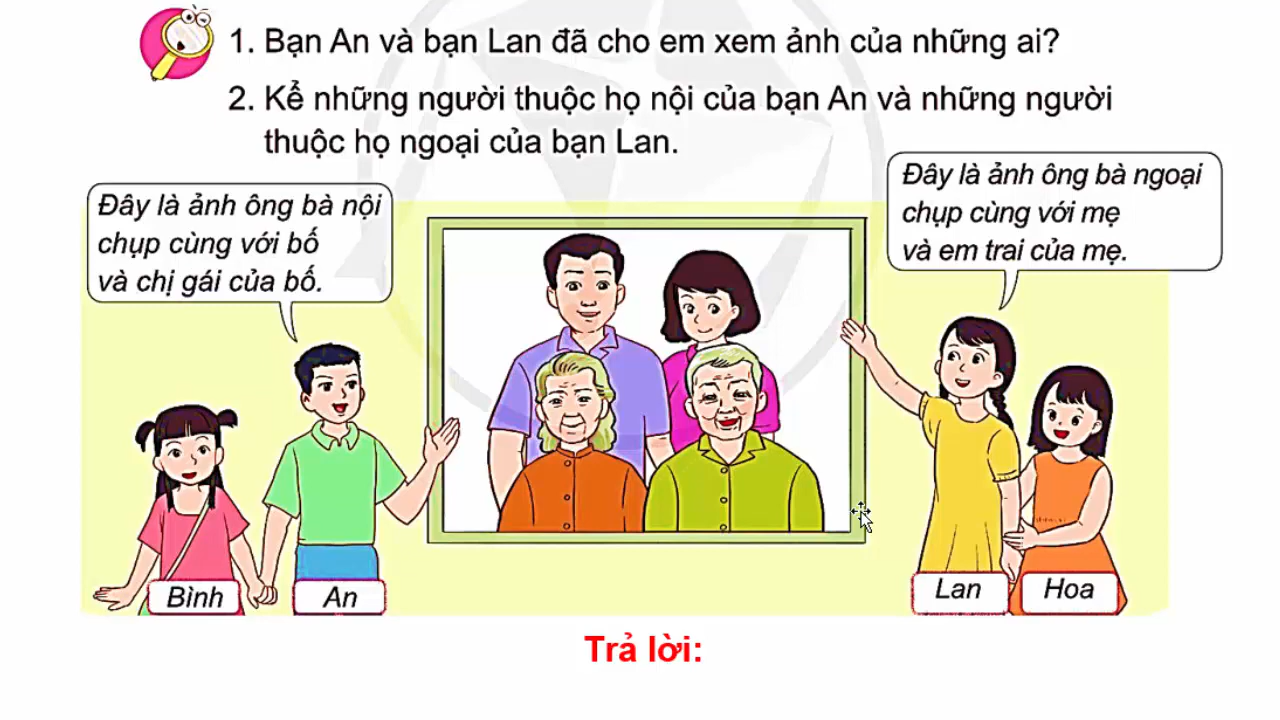 1. Bạn An và bạn Lan đã cho em xem ảnh của những ai?
2. Kể những người thuộc họ nội của bạn An và những người
thuộc họ ngoại của bạn Lan.
Đây là ảnh ông bà nội
chụp cùng với bố
và chị gái của bố.
Đây là ảnh ông bà ngoại
chụp cùng với mẹ
và em trai của mẹ.
Bình
An
Lan
Hoa
Trả lời: